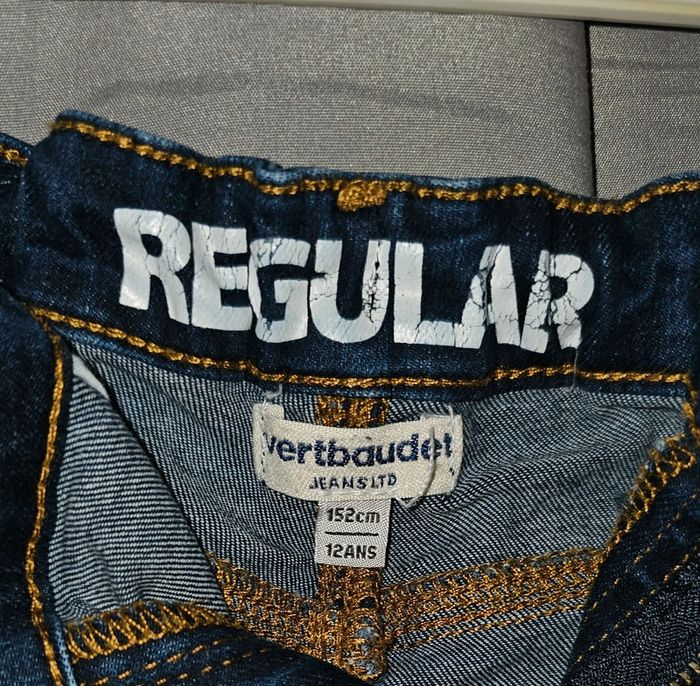 REGULAR
vertbaudet
JEANS LTD
152cm
12ANS